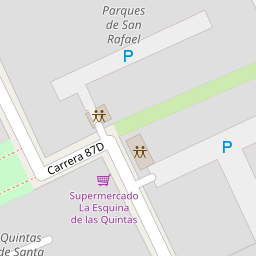 Parques
de San
Rafael
P
Carrera 87D
P
Supermercado
La Esquina
de las Quintas
Quintas
de Santa